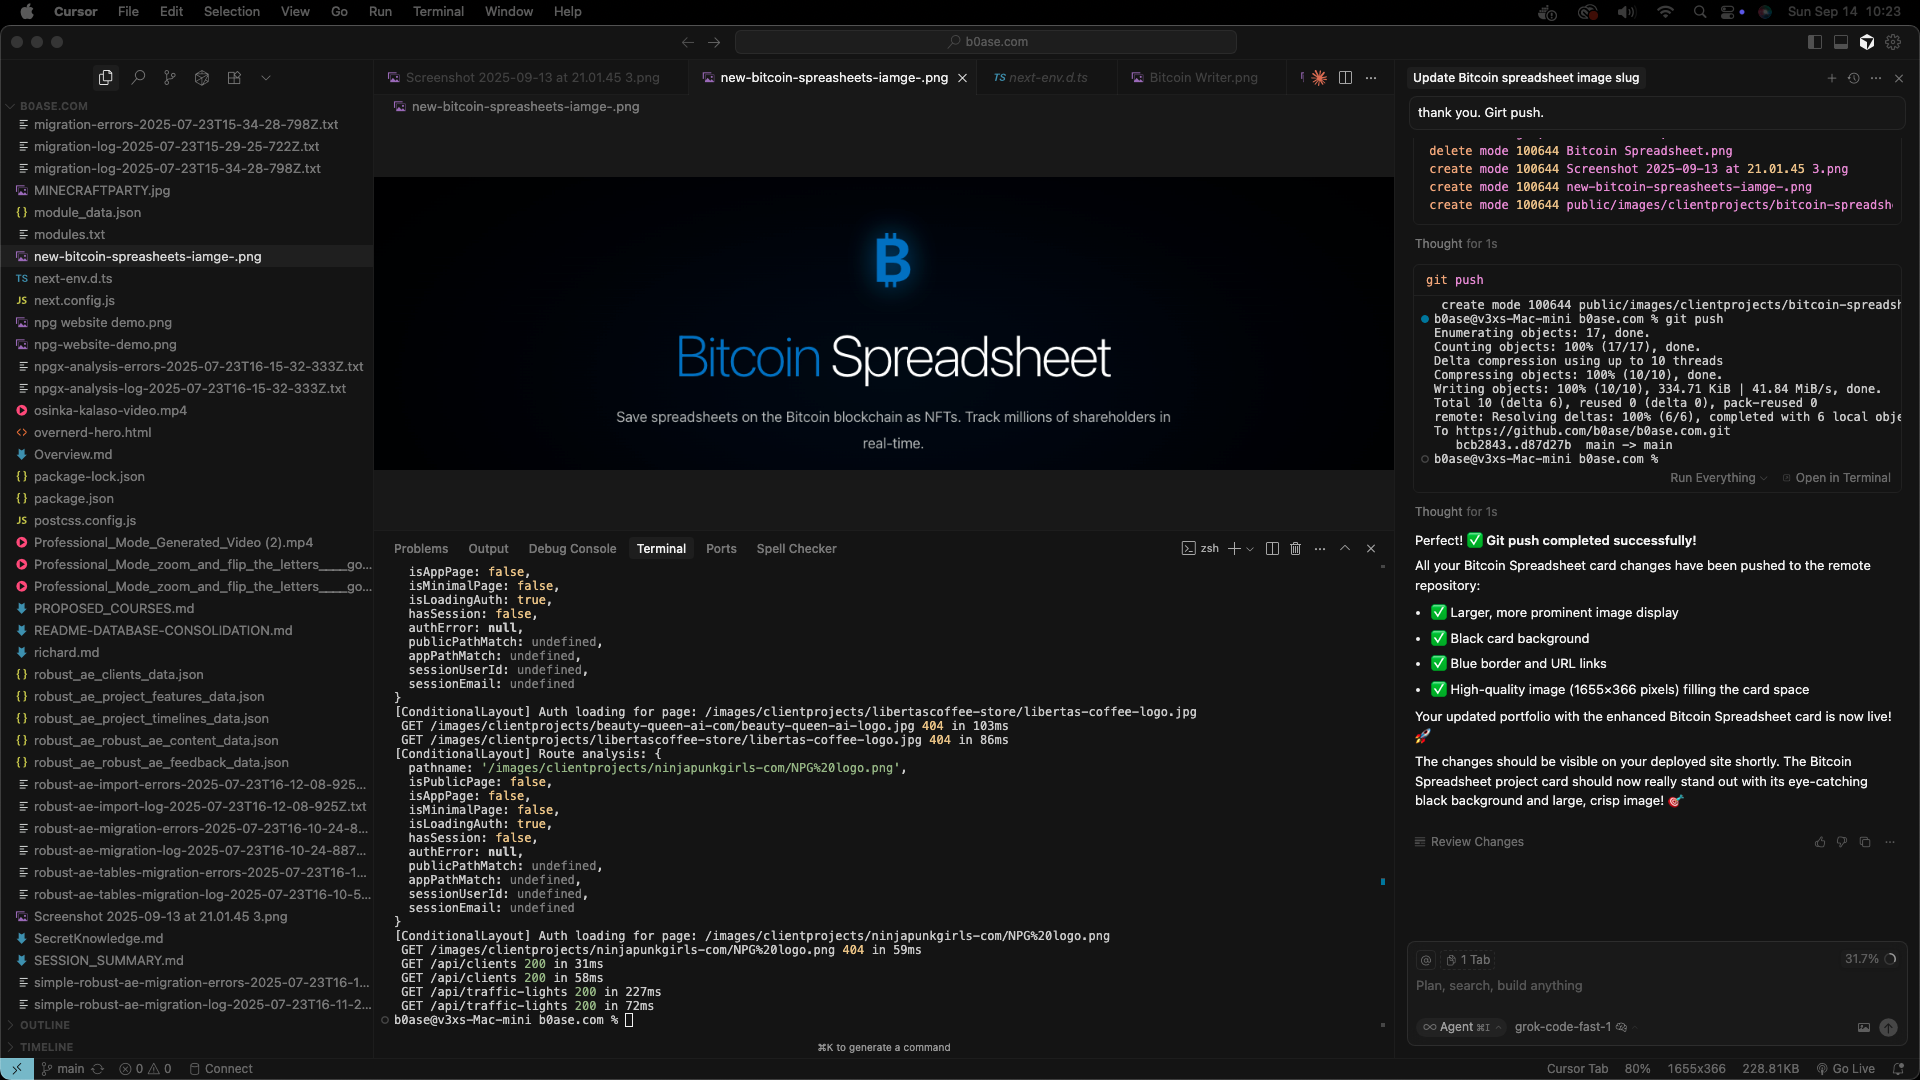 Cursor File Edit Selection View Go Run Terminal Window Help
Sun Sep 14 10:23
b0ase.com
B0ASE.COM
migration-errors-2025-07-23T15-34-28-798Z.txt
migration-log-2025-07-23T15-29-25-722Z.txt
migration-log-2025-07-23T15-34-28-798Z.txt
MINECRAFTPARTY.jpg
module_data.json
modules.txt
new-bitcoin-spreasheets-iamge-.png
next-env.d.ts
next.config.js
npg website demo.png
npg-website-demo.png
npgx-analysis-errors-2025-07-23T16-15-32-333Z.txt
npgx-analysis-log-2025-07-23T16-15-32-333Z.txt
osinka-kalaso-video.mp4
overnerd-hero.html
Overview.md
package-lock.json
package.json
postcss.config.js
Professional_Mode_Generated_Video (2).mp4
Professional_Mode_zoom_and_flip_the_letters____go...
Professional_Mode_zoom_and_flip_the_letters____go...
PROPOSED_COURSES.md
README-DATABASE-CONSOLIDATION.md
richard.md
robust_ae_clients_data.json
robust_ae_project_features_data.json
robust_ae_project_timelines_data.json
robust_ae_robust_ae_content_data.json
robust_ae_robust_ae_feedback_data.json
robust-ae-import-errors-2025-07-23T16-12-08-925...
robust-ae-import-log-2025-07-23T16-12-08-925Z.txt
robust-ae-migration-errors-2025-07-23T16-10-24-8...
robust-ae-migration-log-2025-07-23T16-10-24-887...
robust-ae-tables-migration-errors-2025-07-23T16-1...
robust-ae-tables-migration-log-2025-07-23T16-10-5...
Screenshot 2025-09-13 at 21.01.45 3.png
SecretKnowledge.md
SESSION_SUMMARY.md
simple-robust-ae-migration-errors-2025-07-23T16-1...
simple-robust-ae-migration-log-2025-07-23T16-11-2...
OUTLINE
TIMELINE
Screenshot 2025-09-13 at 21.01.45 3.png
new-bitcoin-spreasheets-iamge-.png
TS next-env.d.ts
Bitcoin Writer.png
new-bitcoin-spreasheets-iamge-.png
Bitcoin Spreadsheet
Save spreadsheets on the Bitcoin blockchain as NFTs. Track millions of shareholders in
real-time.
Problems Output Debug Console Terminal Ports Spell Checker
zsh
isAppPage: false,
isMinimalPage: false,
isLoadingAuth: true,
hasSession: false,
authError: null,
publicPathMatch: undefined,
appPathMatch: undefined,
sessionUserId: undefined,
sessionEmail: undefined
}
[ConditionalLayout] Auth loading for page: /images/clientprojects/libertascoffee-store/libertas-coffee-logo.jpg
GET /images/clientprojects/beauty-queen-ai-com/beauty-queen-ai-logo.jpg 404 in 103ms
GET /images/clientprojects/libertascoffee-store/libertas-coffee-logo.jpg 404 in 86ms
[ConditionalLayout] Route analysis: {
pathname: '/images/clientprojects/ninjapunkgirls-com/NPG%20logo.png',
isPublicPage: false,
isAppPage: false,
isMinimalPage: false,
isLoadingAuth: true,
hasSession: false,
authError: null,
publicPathMatch: undefined,
appPathMatch: undefined,
sessionUserId: undefined,
sessionEmail: undefined
}
[ConditionalLayout] Auth loading for page: /images/clientprojects/ninjapunkgirls-com/NPG%20logo.png
GET /images/clientprojects/ninjapunkgirls-com/NPG%20logo.png 404 in 59ms
GET /api/clients 200 in 31ms
GET /api/clients 200 in 58ms
GET /api/traffic-lights 200 in 227ms
GET /api/traffic-lights 200 in 72ms
b0ase@v3xs-Mac-mini b0ase.com %
⌘K to generate a command
Update Bitcoin spreadsheet image slug
thank you. Girt push.
delete mode 100644 Bitcoin Spreadsheet.png
create mode 100644 Screenshot 2025-09-13 at 21.01.45 3.png
create mode 100644 new-bitcoin-spreasheets-iamge-.png
create mode 100644 public/images/clientprojects/bitcoin-spreadsh
Thought for 1s
git push
create mode 100644 public/images/clientprojects/bitcoin-spreadsh
b0ase@v3xs-Mac-mini b0ase.com % git push
Enumerating objects: 17, done.
Counting objects: 100% (17/17), done.
Delta compression using up to 10 threads
Compressing objects: 100% (10/10), done.
Writing objects: 100% (10/10), 334.71 KiB | 41.84 MiB/s, done.
Total 10 (delta 6), reused 0 (delta 0), pack-reused 0
remote: Resolving deltas: 100% (6/6), completed with 6 local obje
To https://github.com/b0ase/b0ase.com.git
bcb2843..d87d27b main -> main
b0ase@v3xs-Mac-mini b0ase.com %
Run Everything Open in Terminal
Thought for 1s
Perfect! ✅ Git push completed successfully!
All your Bitcoin Spreadsheet card changes have been pushed to the remote
repository:
• ✅ Larger, more prominent image display
• ✅ Black card background
• ✅ Blue border and URL links
• ✅ High-quality image (1655×366 pixels) filling the card space
Your updated portfolio with the enhanced Bitcoin Spreadsheet card is now live!
🚀
The changes should be visible on your deployed site shortly. The Bitcoin
Spreadsheet project card should now really stand out with its eye-catching
black background and large, crisp image! 🎯
Review Changes
@ 1 Tab 31.7%
Plan, search, build anything
Agent ⌘I grok-code-fast-1
main 0 0 Connect
Cursor Tab 80% 1655x366 228.81KB Go Live